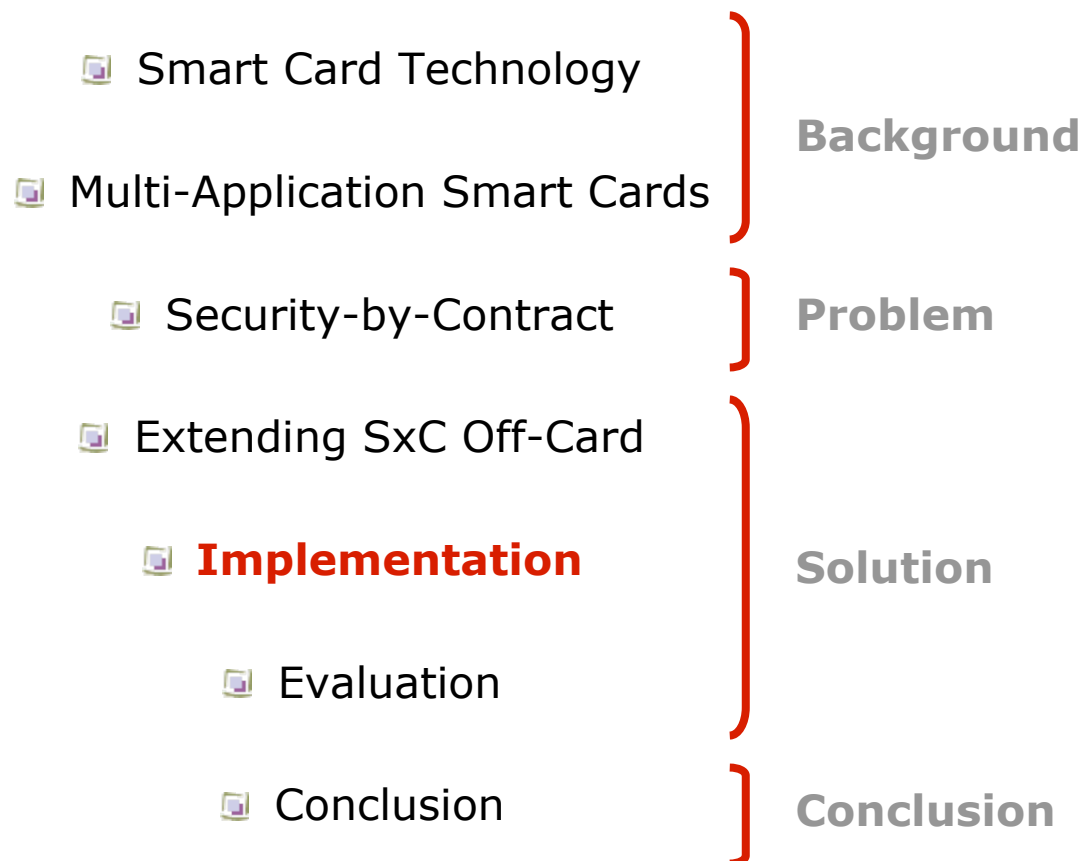 Smart Card Technology
Background
Multi-Application Smart Cards
Security-by-Contract
Problem
Extending SxC Off-Card
Implementation
Solution
Evaluation
Conclusion
Conclusion